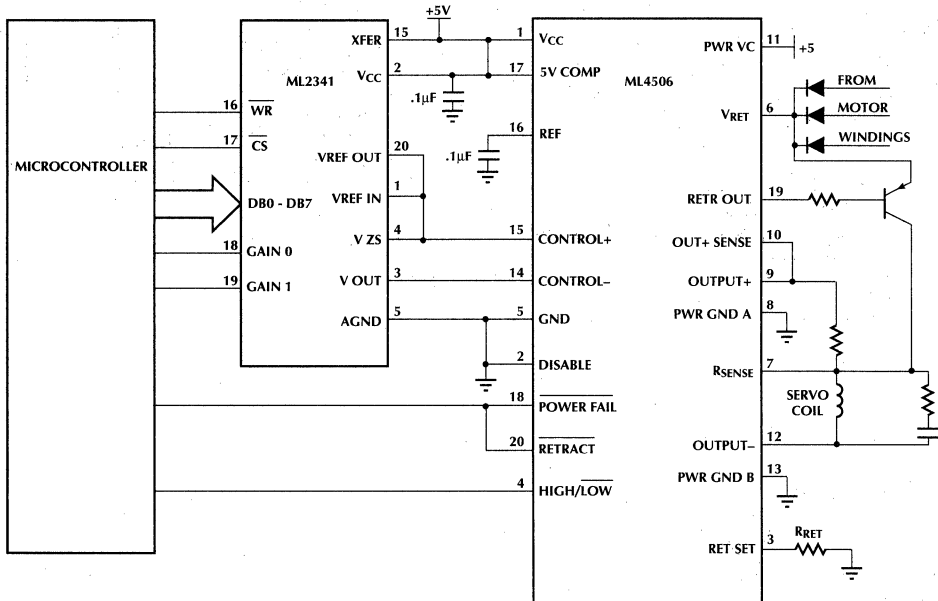 +5V
XFER 15
1 VCC
PWR VC 11 +5
ML2341
VCC 2
17 5V COMP
ML4506
.1µF
FROM
MOTOR
WINDINGS
VRET 6
16 WR
16 REF
.1µF
17 CS
MICROCONTROLLER
VREF OUT 20
VREF IN 1
RETR OUT 19
DB0 - DB7
V ZS 4
15 CONTROL+
OUT+ SENSE 10
18 GAIN 0
V OUT 3
14 CONTROL–
OUTPUT+ 9
19 GAIN 1
PWR GND A 8
AGND 5
5 GND
2 DISABLE
RSENSE 7
SERVO
COIL
18 POWER FAIL
20 RETRACT
OUTPUT– 12
PWR GND B 13
4 HIGH/LOW
RET SET 3
RRET